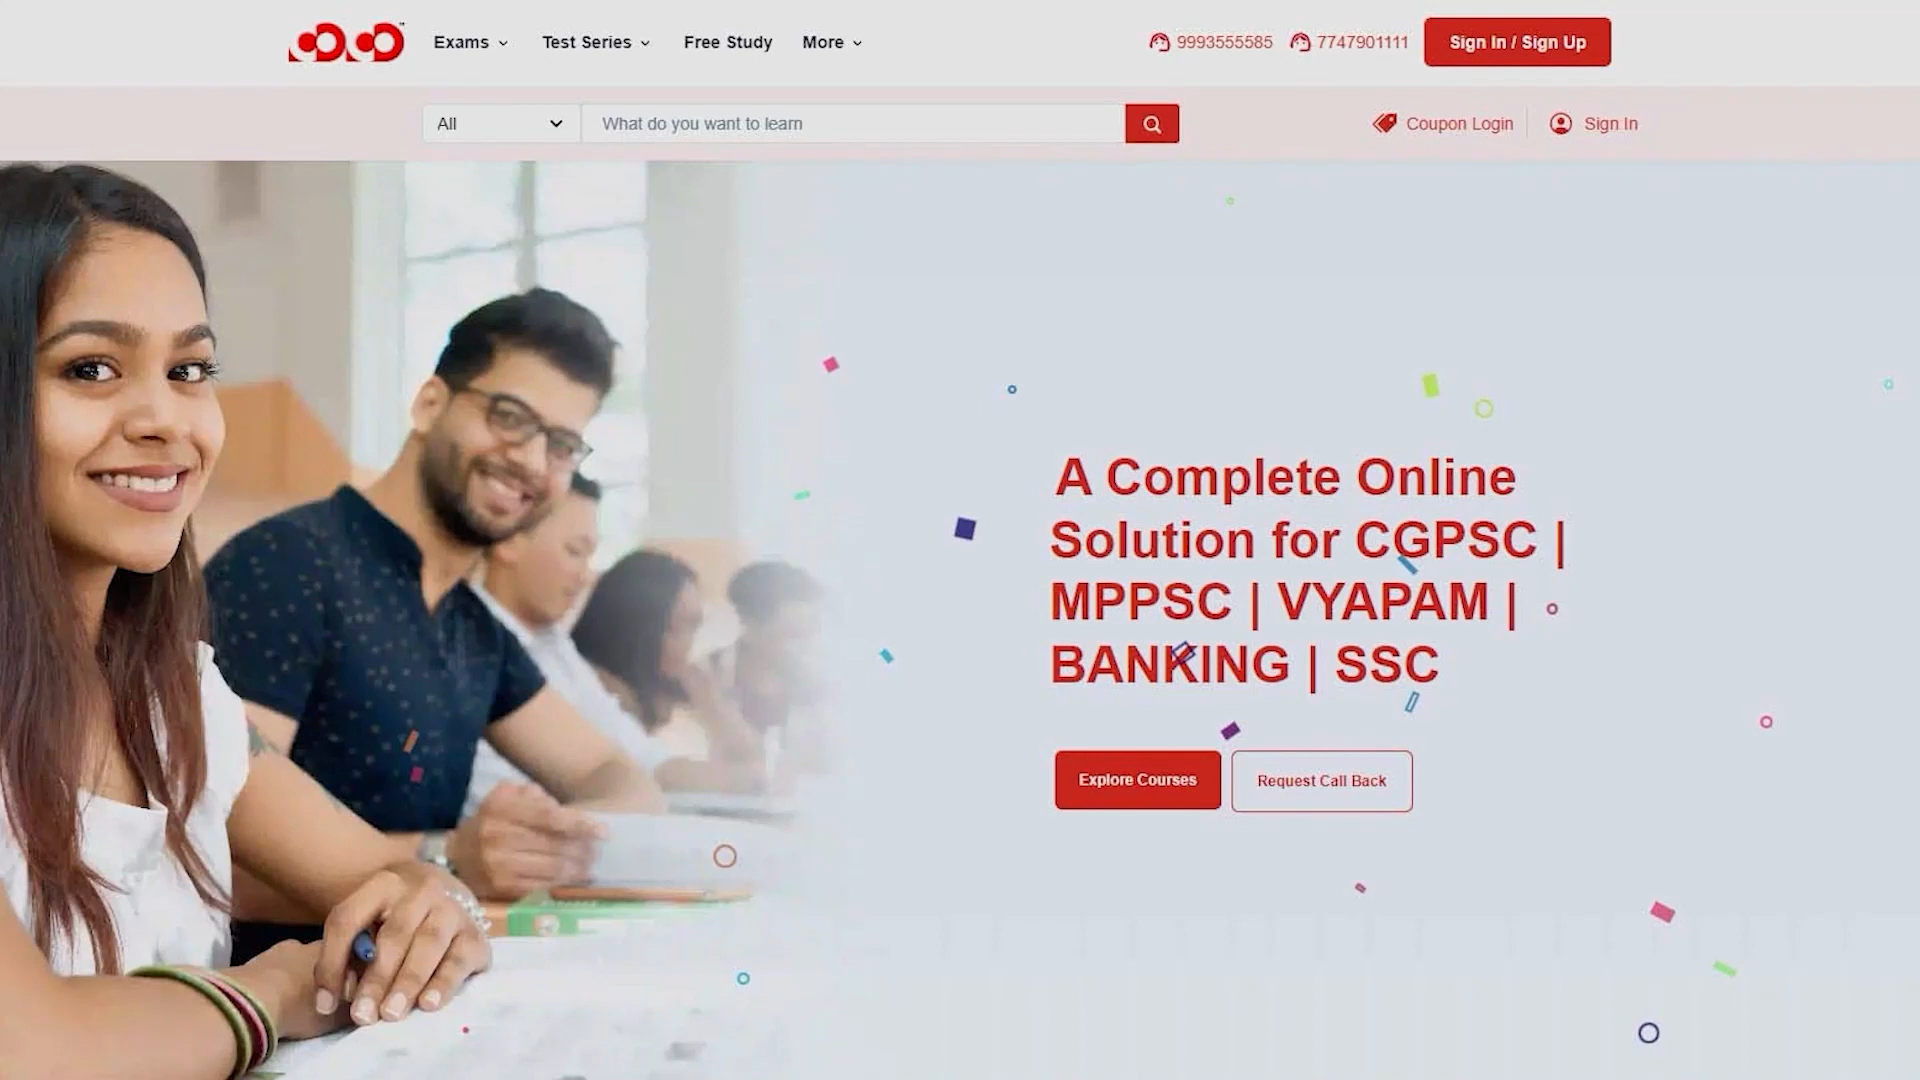 Exams
Test Series
Free Study
More
9993555585
7747901111
Sign In / Sign Up
All
What do you want to learn
Coupon Login
Sign In
A Complete Online
Solution for CGPSC |
MPPSC | VYAPAM |
BANKING | SSC
Explore Courses
Request Call Back